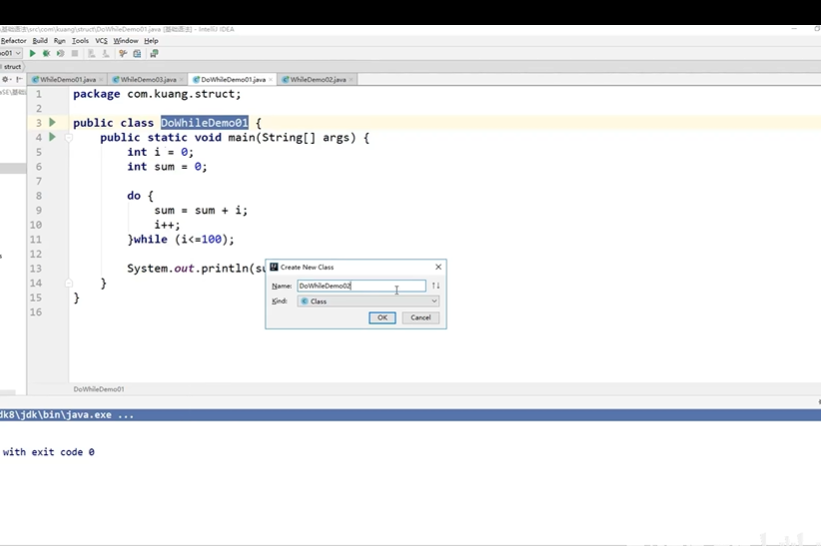 基础语法\src\com\kuang\struct\DoWhileDemo01.java [基础语法] - IntelliJ IDEA
Refactor Build Run Tools VCS Window Help
struct
WhileDemo01.java WhileDemo03.java DoWhileDemo01.java WhileDemo02.java
1 package com.kuang.struct;
2
3 public class DoWhileDemo01 {
4 public static void main(String[] args) {
5 int i = 0;
6 int sum = 0;
7
8 do {
9 sum = sum + i;
10 i++;
11 }while (i<=100);
12
13 System.out.println(su
14 }
15 }
16
Create New Class
Name: DoWhileDemo02
Kind: Class
OK Cancel
DoWhileDemo01
dk8\jdk\bin\java.exe ...
with exit code 0